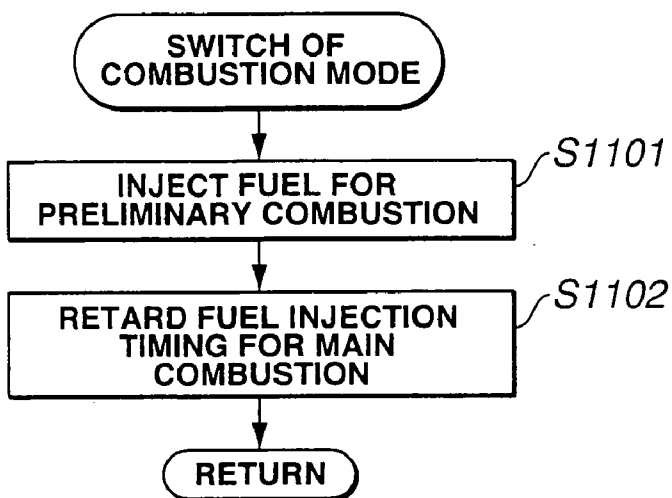 SWITCH OF
COMBUSTION MODE
S1101
INJECT FUEL FOR
PRELIMINARY COMBUSTION
S1102
RETARD FUEL INJECTION
TIMING FOR MAIN
COMBUSTION
RETURN